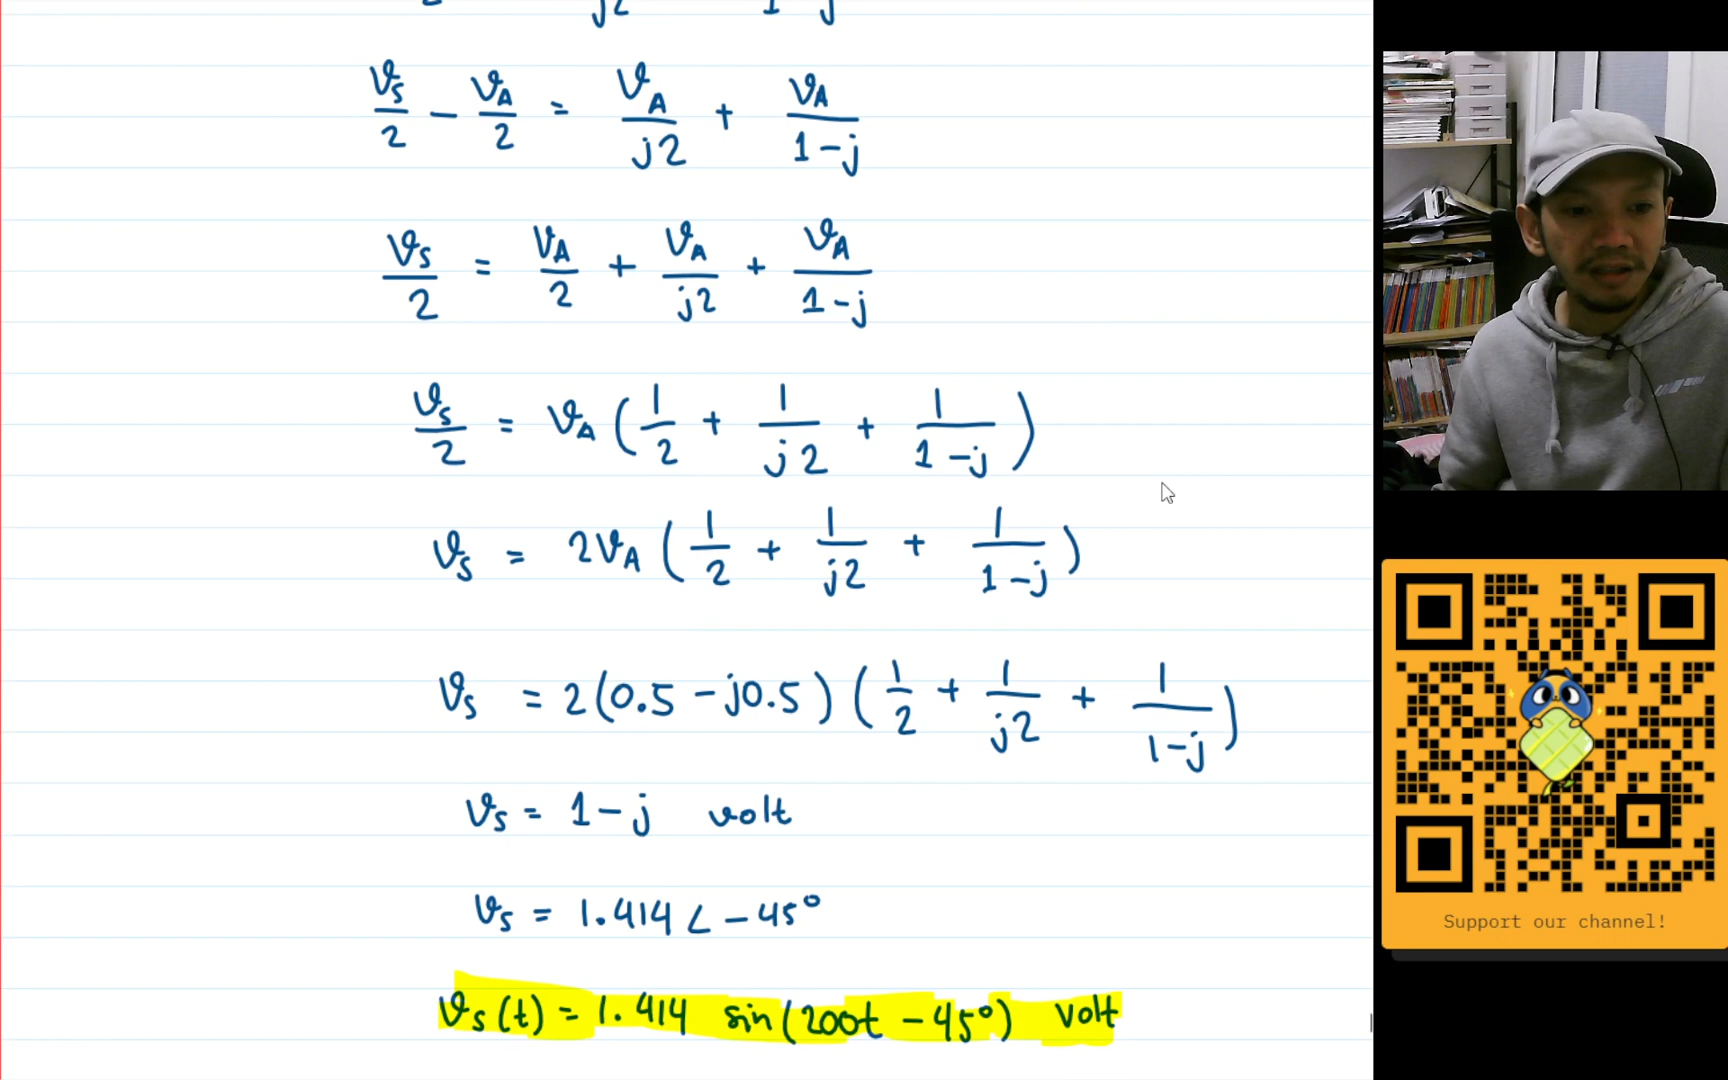 2 j2 1-j
Vs/2 - VA/2 = VA/j2 + VA/1-j
Vs/2 = VA/2 + VA/j2 + VA/1-j
Vs/2 = VA (1/2 + 1/j2 + 1/1-j)
Vs = 2VA (1/2 + 1/j2 + 1/1-j)
Vs = 2(0.5 - j0.5) (1/2 + 1/j2 + 1/1-j)
Vs = 1-j volt
Vs = 1.414 ∠ -45°
Vs(t) = 1.414 sin(200t - 45°) volt
Support our channel!